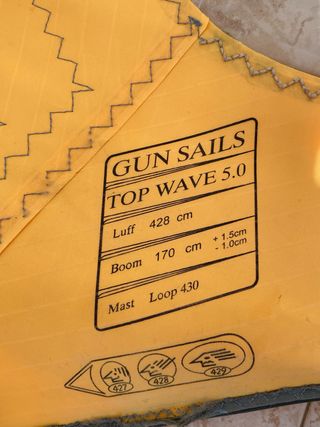 GUN SAILS
TOP WAVE 5.0
Luff 428 cm
Boom 170 cm + 1.5cm - 1.0cm
Mast Loop 430
427 428 429